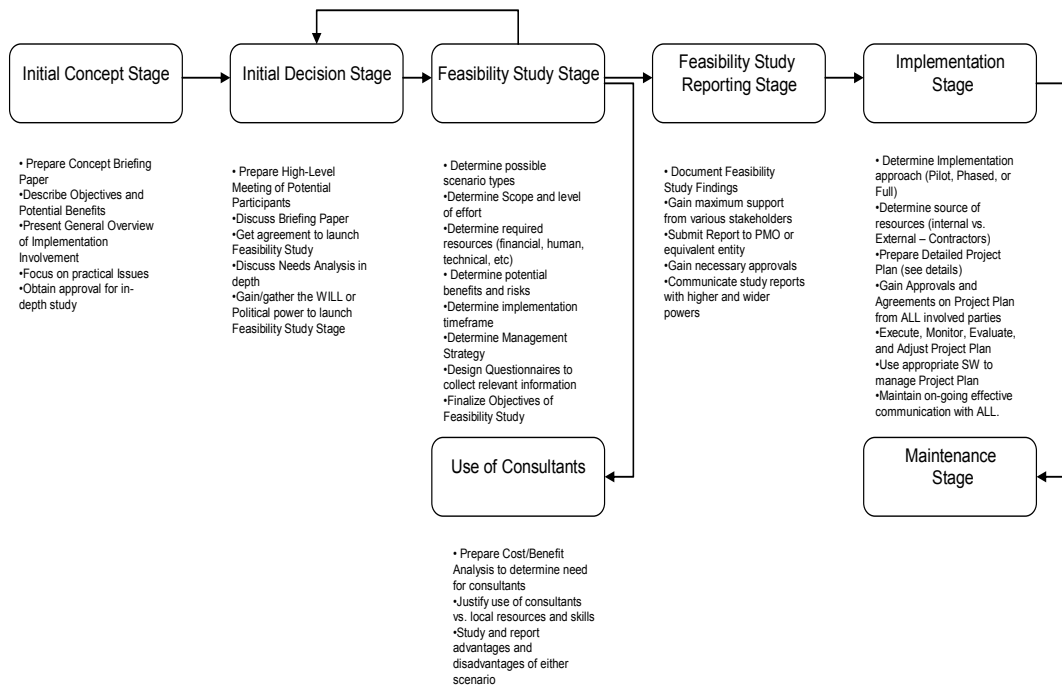 Initial Concept Stage
Initial Decision Stage
Feasibility Study Stage
Feasibility Study
Reporting Stage
Implementation
Stage
• Prepare Concept Briefing
Paper
•Describe Objectives and
Potential Benefits
•Present General Overview
of Implementation
Involvement
•Focus on practical Issues
•Obtain approval for in-
depth study
• Prepare High-Level
Meeting of Potential
Participants
•Discuss Briefing Paper
•Get agreement to launch
Feasibility Study
•Discuss Needs Analysis in
depth
•Gain/gather the WILL or
Political power to launch
Feasibility Study Stage
• Determine possible
scenario types
•Determine Scope and level
of effort
•Determine required
resources (financial, human,
technical, etc)
• Determine potential
benefits and risks
•Determine implementation
timeframe
•Determine Management
Strategy
•Design Questionnaires to
collect relevant information
•Finalize Objectives of
Feasibility Study
• Document Feasibility
Study Findings
•Gain maximum support
from various stakeholders
•Submit Report to PMO or
equivalent entity
•Gain necessary approvals
•Communicate study reports
with higher and wider
powers
• Determine Implementation
approach (Pilot, Phased, or
Full)
•Determine source of
resources (internal vs.
External – Contractors)
•Prepare Detailed Project
Plan (see details)
•Gain Approvals and
Agreements on Project Plan
from ALL involved parties
•Execute, Monitor, Evaluate,
and Adjust Project Plan
•Use appropriate SW to
manage Project Plan
•Maintain on-going effective
communication with ALL.
Use of Consultants
Maintenance
Stage
• Prepare Cost/Benefit
Analysis to determine need
for consultants
•Justify use of consultants
vs. local resources and skills
•Study and report
advantages and
disadvantages of either
scenario